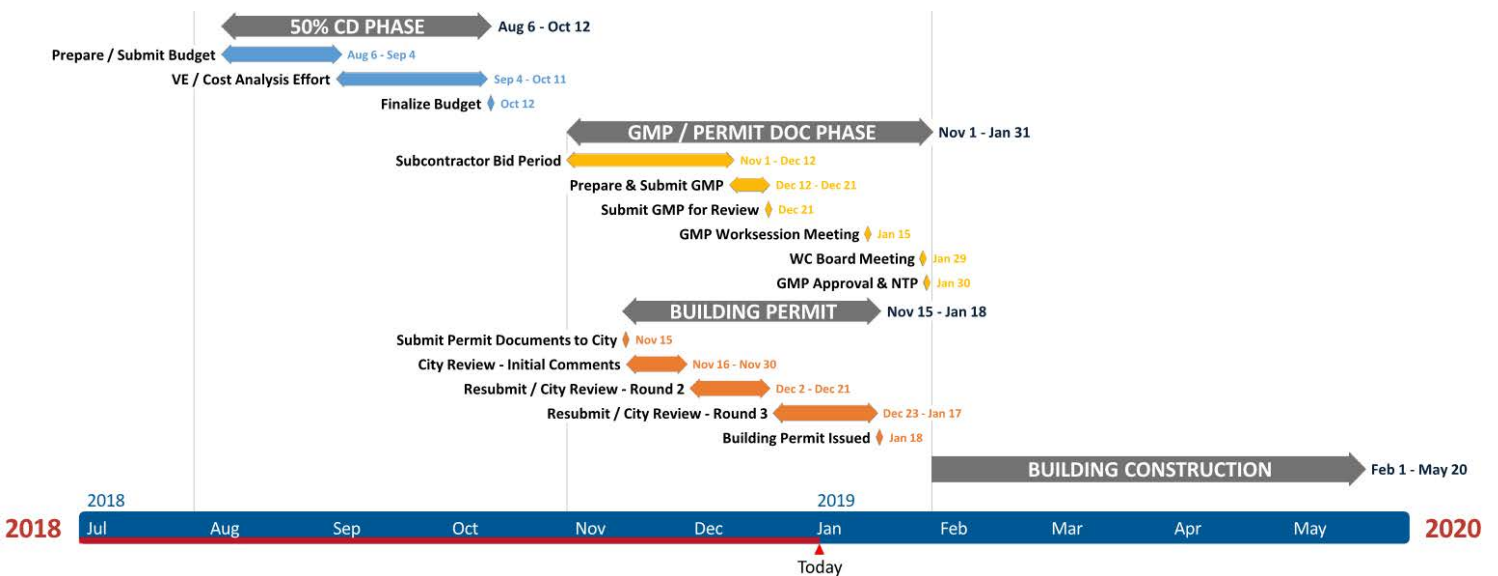 50% CD PHASE Aug 6 - Oct 12
Prepare / Submit Budget Aug 6 - Sep 4
VE / Cost Analysis Effort Sep 4 - Oct 11
Finalize Budget Oct 12
GMP / PERMIT DOC PHASE Nov 1 - Jan 31
Subcontractor Bid Period Nov 1 - Dec 12
Prepare & Submit GMP Dec 12 - Dec 21
Submit GMP for Review Dec 21
GMP Worksession Meeting Jan 15
WC Board Meeting Jan 29
GMP Approval & NTP Jan 30
BUILDING PERMIT Nov 15 - Jan 18
Submit Permit Documents to City Nov 15
City Review - Initial Comments Nov 16 - Nov 30
Resubmit / City Review - Round 2 Dec 2 - Dec 21
Resubmit / City Review - Round 3 Dec 23 - Jan 17
Building Permit Issued Jan 18
BUILDING CONSTRUCTION Feb 1 - May 20
2018 2019
2018 Jul Aug Sep Oct Nov Dec Jan Feb Mar Apr May 2020
Today